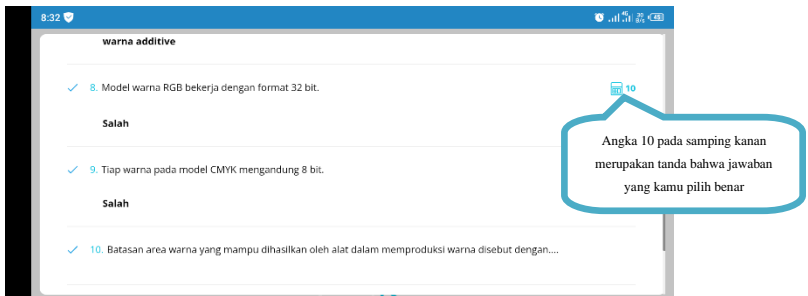 8:32
warna additive
8. Model warna RGB bekerja dengan format 32 bit.
10
Salah
Angka 10 pada samping kanan
merupakan tanda bahwa jawaban
yang kamu pilih benar
9. Tiap warna pada model CMYK mengandung 8 bit.
Salah
10. Batasan area warna yang mampu dihasilkan oleh alat dalam memproduksi warna disebut dengan....